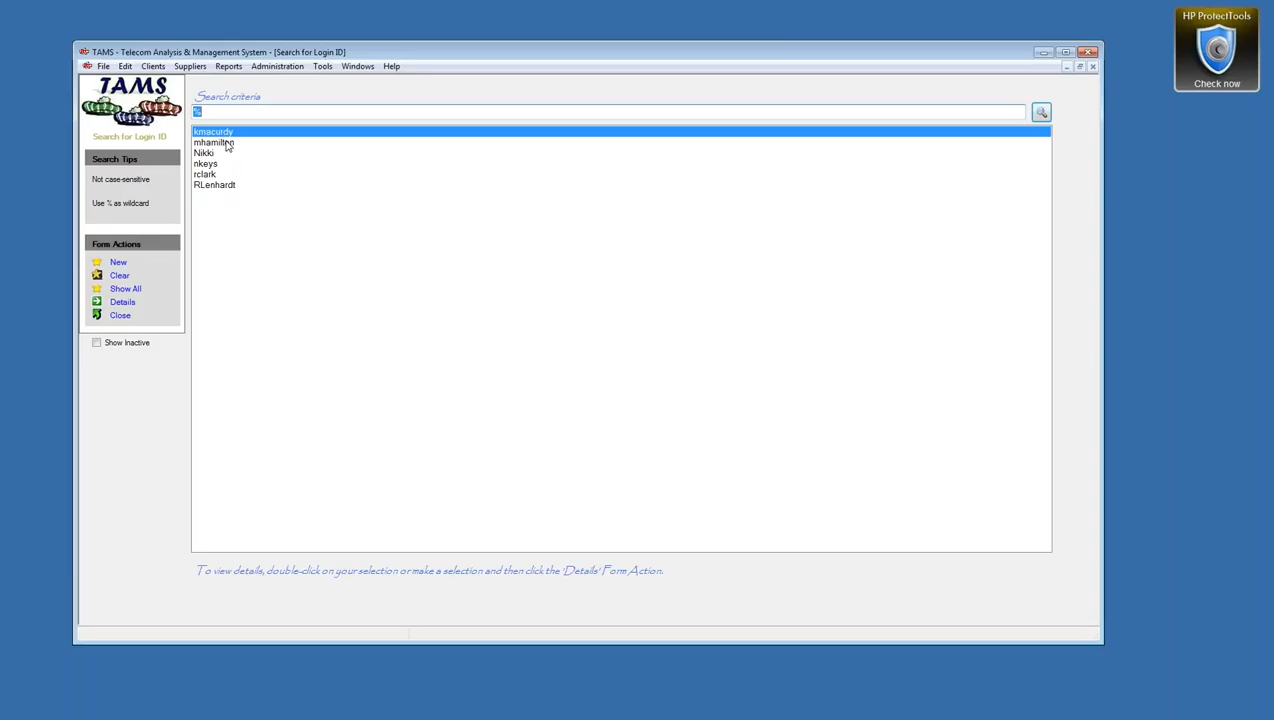 HP ProtectTools
Check now
TAMS - Telecom Analysis & Management System - [Search for Login ID]
File Edit Clients Suppliers Reports Administration Tools Windows Help
TAMS
Search for Login ID
Search Tips
Not case-sensitive
Use % as wildcard
Form Actions
New
Clear
Show All
Details
Close
Show Inactive
Search criteria
%
kmacurdy
mhamilton
Nikki
nkeys
rclark
RLenhardt
To view details, double-click on your selection or make a selection and then click the 'Details' Form Action.